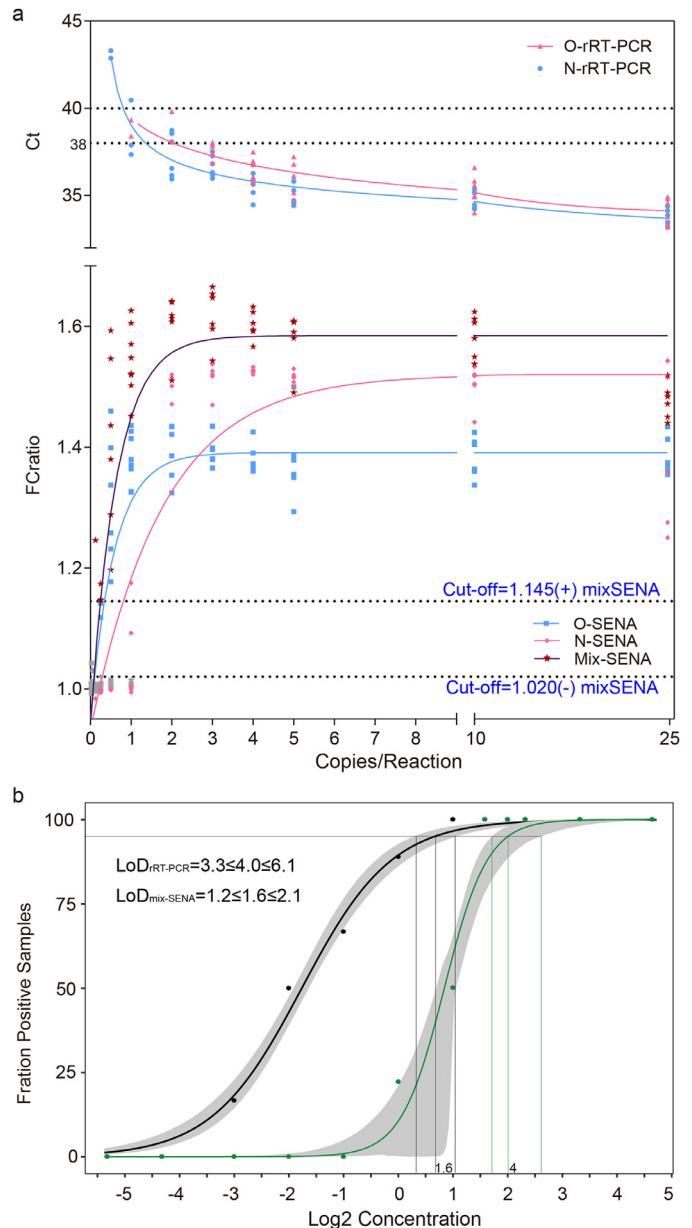 a
45
40
38
35
Ct
O-rRT-PCR
N-rRT-PCR
1.6
1.4
1.2
1.0
FCratio
Cut-off=1.145(+) mixSENA
O-SENA
N-SENA
Mix-SENA
Cut-off=1.020(-) mixSENA
0 1 2 3 4 5 6 7 8 10 25
Copies/Reaction
b
100
75
50
25
0
Fration Positive Samples
LoDrRT-PCR=3.3≤4.0≤6.1
LoDmix-SENA=1.2≤1.6≤2.1
1.6 4
-5 -4 -3 -2 -1 0 1 2 3 4 5
Log2 Concentration